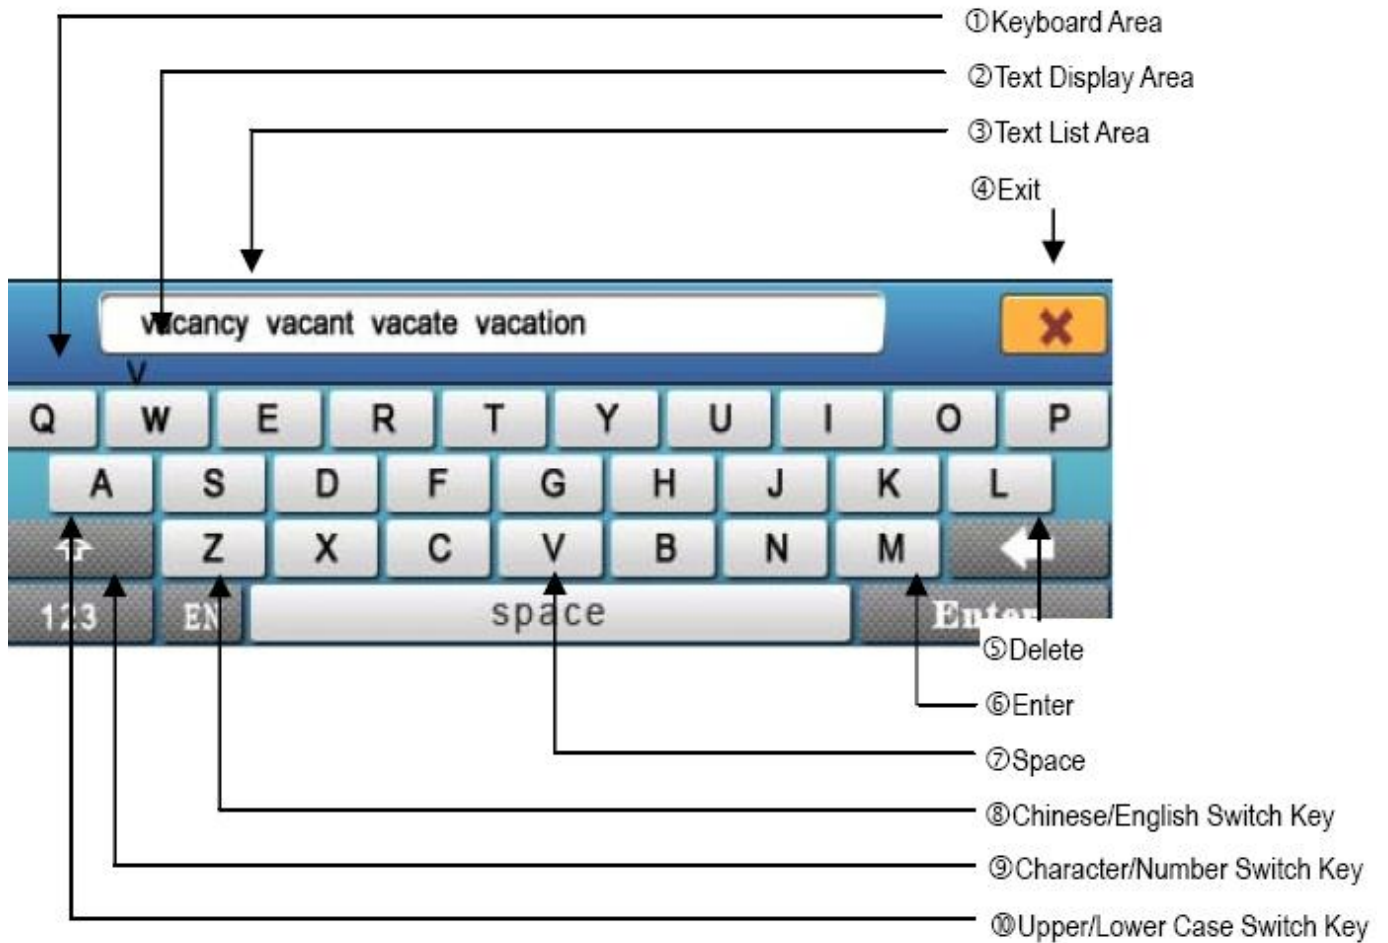 ①Keyboard Area
②Text Display Area
③Text List Area
④Exit
vacancy vacant vacate vacation
V
Q W E R T Y U I O P
A S D F G H J K L
Z X C V B N M
123 EN space Enter
⑤Delete
⑥Enter
⑦Space
⑧Chinese/English Switch Key
⑨Character/Number Switch Key
⑩Upper/Lower Case Switch Key